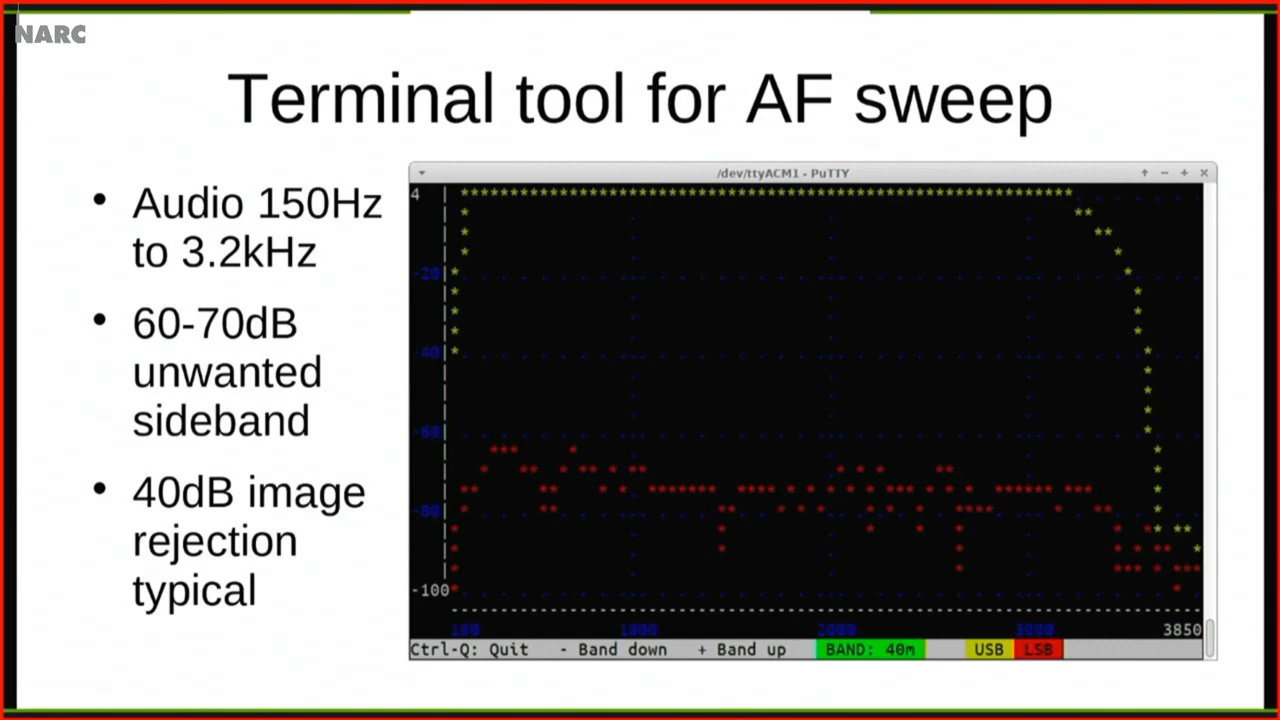 NARC
Terminal tool for AF sweep
• Audio 150Hz
to 3.2kHz
• 60-70dB
unwanted
sideband
• 40dB image
rejection
typical
/dev/ttyACM1 - PuTTY
4
-20
-40
-60
-80
-100
100 1000 2000 3000 3850
Ctrl-Q: Quit - Band down + Band up BAND: 40m USB LSB